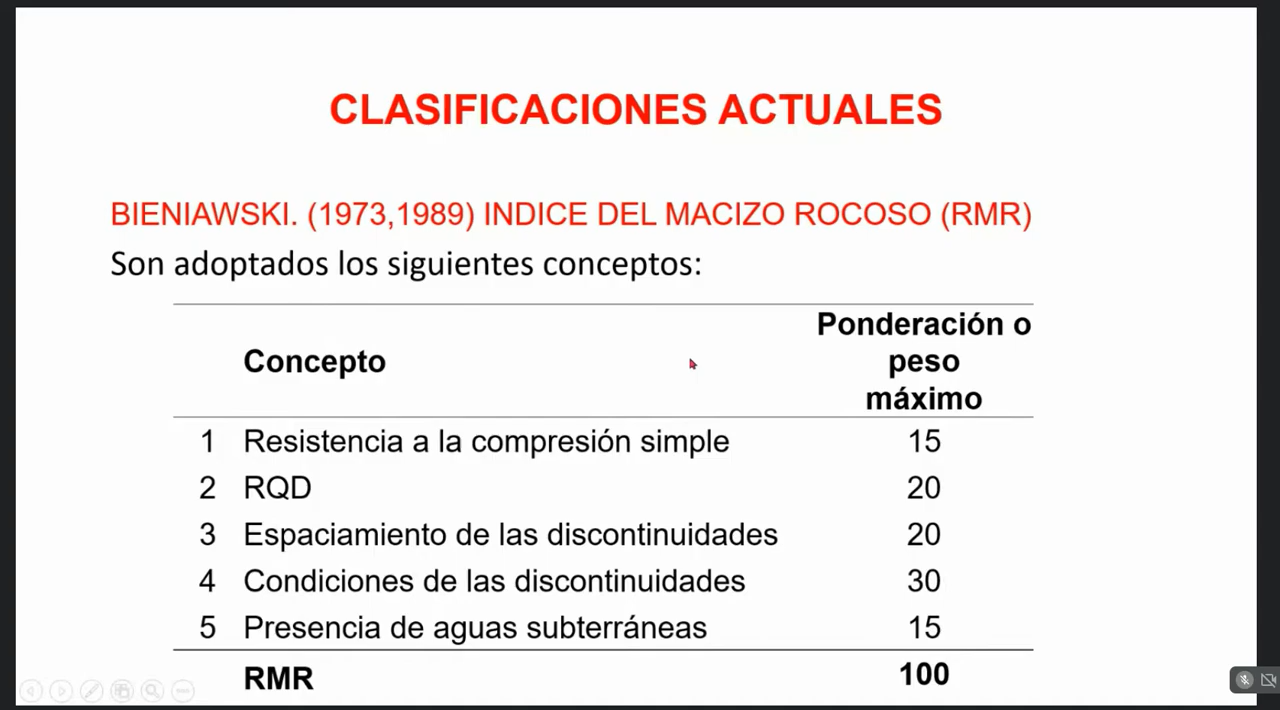 CLASIFICACIONES ACTUALES
BIENIAWSKI. (1973,1989) INDICE DEL MACIZO ROCOSO (RMR)
Son adoptados los siguientes conceptos:
Concepto
Ponderación o
peso
máximo
1 Resistencia a la compresión simple 15
2 RQD 20
3 Espaciamiento de las discontinuidades 20
4 Condiciones de las discontinuidades 30
5 Presencia de aguas subterráneas 15
RMR 100